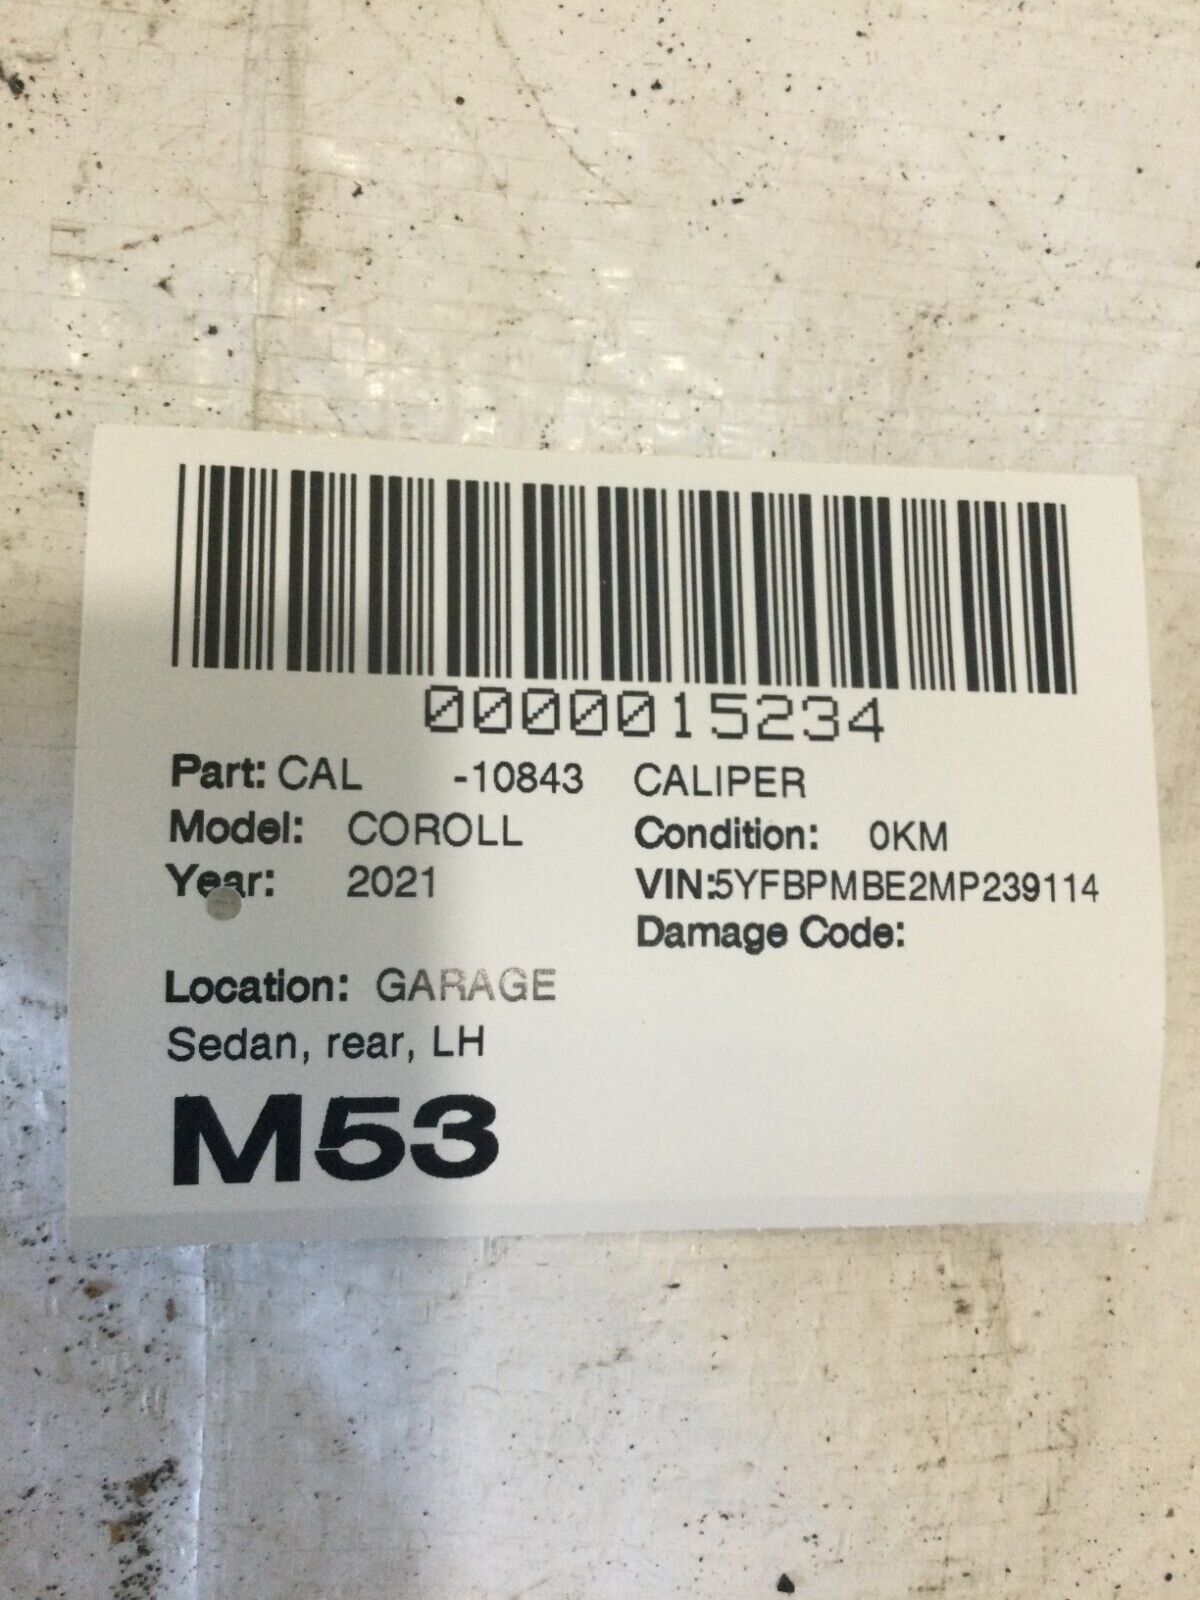 0000015234
Part: CAL -10843 CALIPER
Model: COROLL Condition: 0KM
Year: 2021 VIN:5YFBPMBE2MP239114
Damage Code:
Location: GARAGE
Sedan, rear, LH
M53